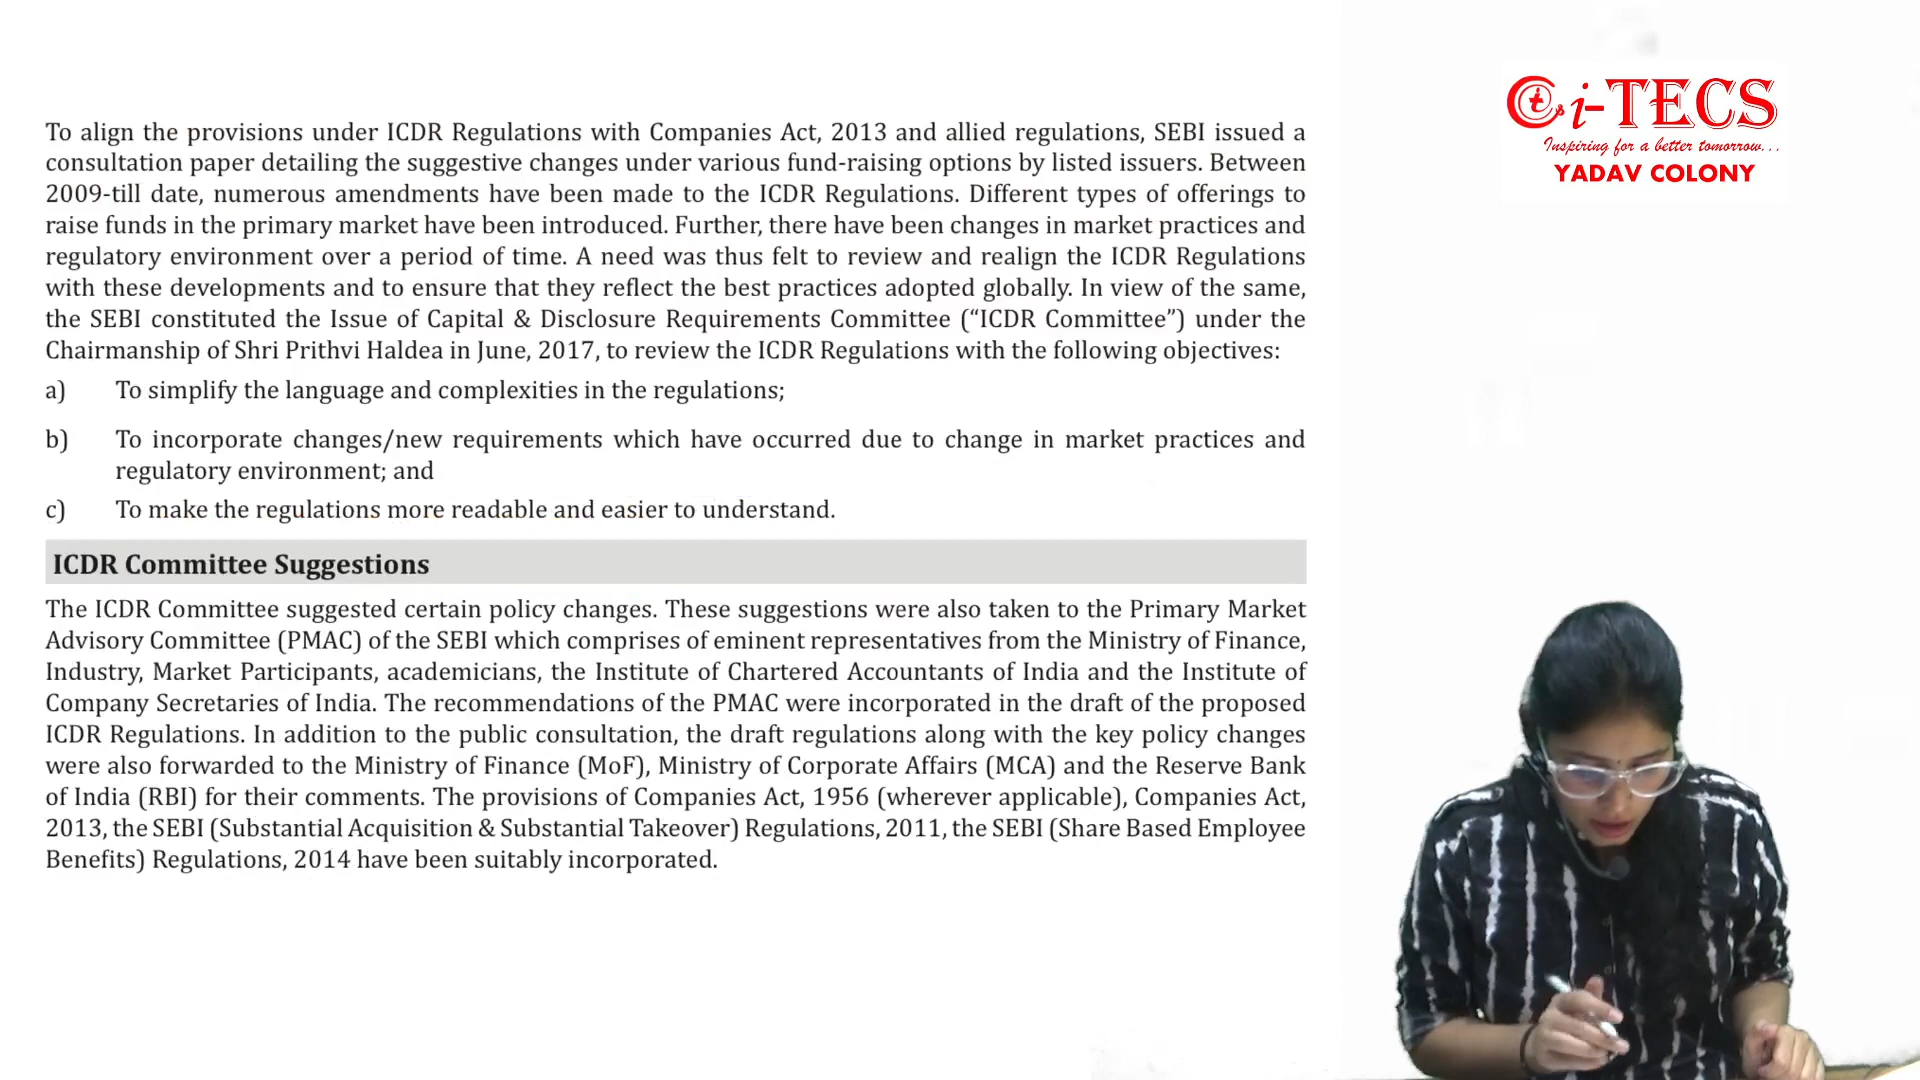 To align the provisions under ICDR Regulations with Companies Act, 2013 and allied regulations, SEBI issued a
consultation paper detailing the suggestive changes under various fund-raising options by listed issuers. Between
2009-till date, numerous amendments have been made to the ICDR Regulations. Different types of offerings to
raise funds in the primary market have been introduced. Further, there have been changes in market practices and
regulatory environment over a period of time. A need was thus felt to review and realign the ICDR Regulations
with these developments and to ensure that they reflect the best practices adopted globally. In view of the same,
the SEBI constituted the Issue of Capital & Disclosure Requirements Committee (“ICDR Committee”) under the
Chairmanship of Shri Prithvi Haldea in June, 2017, to review the ICDR Regulations with the following objectives:
a) To simplify the language and complexities in the regulations;
b) To incorporate changes/new requirements which have occurred due to change in market practices and
regulatory environment; and
c) To make the regulations more readable and easier to understand.
ICDR Committee Suggestions
The ICDR Committee suggested certain policy changes. These suggestions were also taken to the Primary Market
Advisory Committee (PMAC) of the SEBI which comprises of eminent representatives from the Ministry of Finance,
Industry, Market Participants, academicians, the Institute of Chartered Accountants of India and the Institute of
Company Secretaries of India. The recommendations of the PMAC were incorporated in the draft of the proposed
ICDR Regulations. In addition to the public consultation, the draft regulations along with the key policy changes
were also forwarded to the Ministry of Finance (MoF), Ministry of Corporate Affairs (MCA) and the Reserve Bank
of India (RBI) for their comments. The provisions of Companies Act, 1956 (wherever applicable), Companies Act,
2013, the SEBI (Substantial Acquisition & Substantial Takeover) Regulations, 2011, the SEBI (Share Based Employee
Benefits) Regulations, 2014 have been suitably incorporated.
i-TECS
Inspiring for a better tomorrow...
YADAV COLONY